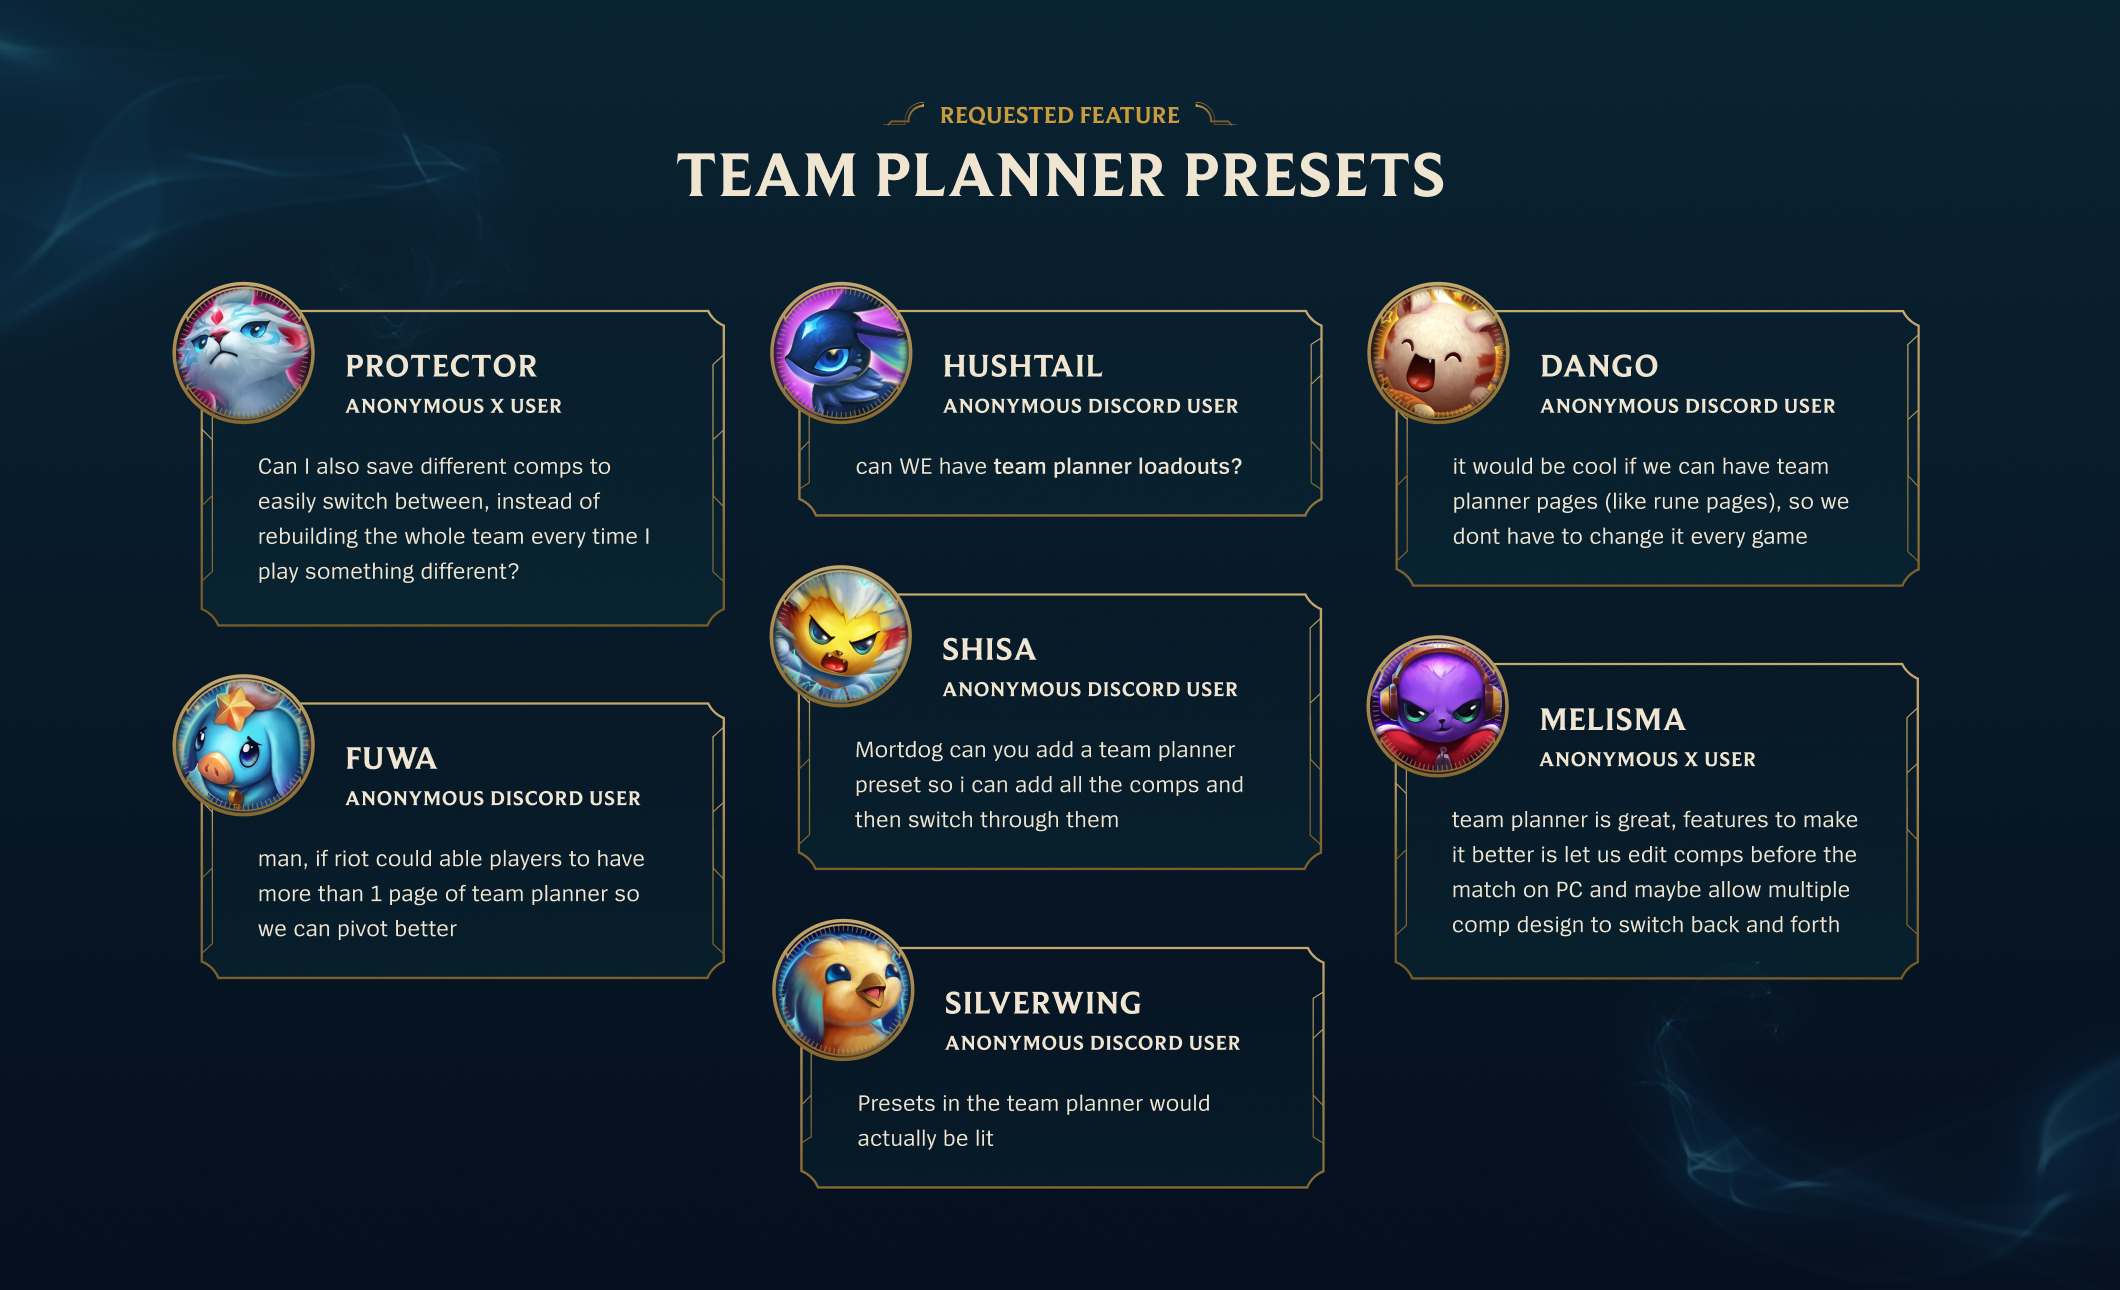 REQUESTED FEATURE
TEAM PLANNER PRESETS
PROTECTOR
ANONYMOUS X USER
Can I also save different comps to
easily switch between, instead of
rebuilding the whole team every time I
play something different?
FUWA
ANONYMOUS DISCORD USER
man, if riot could able players to have
more than 1 page of team planner so
we can pivot better
HUSHTAIL
ANONYMOUS DISCORD USER
can WE have team planner loadouts?
SHISA
ANONYMOUS DISCORD USER
Mortdog can you add a team planner
preset so i can add all the comps and
then switch through them
SILVERWING
ANONYMOUS DISCORD USER
Presets in the team planner would
actually be lit
DANGO
ANONYMOUS DISCORD USER
it would be cool if we can have team
planner pages (like rune pages), so we
dont have to change it every game
MELISMA
ANONYMOUS X USER
team planner is great, features to make
it better is let us edit comps before the
match on PC and maybe allow multiple
comp design to switch back and forth